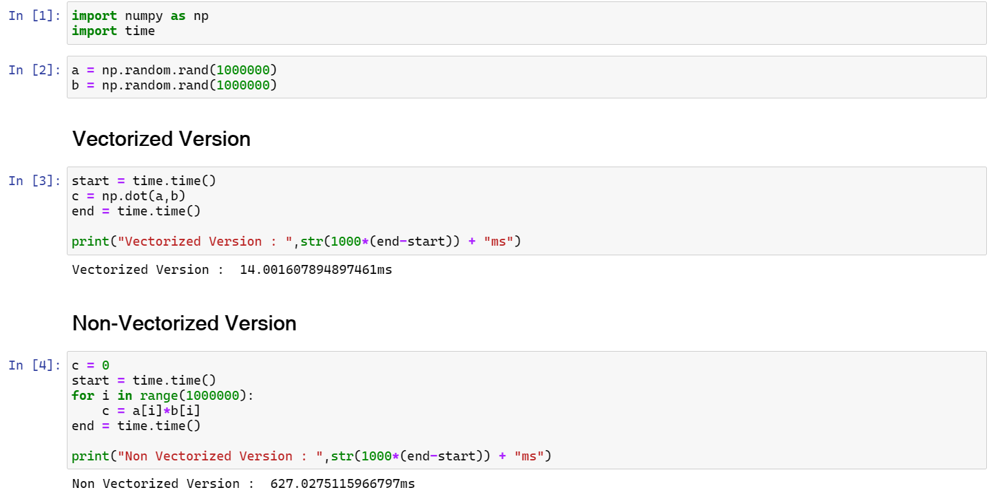 In [1]: import numpy as np
import time
In [2]: a = np.random.rand(1000000)
b = np.random.rand(1000000)
Vectorized Version
In [3]: start = time.time()
c = np.dot(a,b)
end = time.time()
print("Vectorized Version : ",str(1000*(end-start)) + "ms")
Vectorized Version :  14.001607894897461ms
Non-Vectorized Version
In [4]: c = 0
start = time.time()
for i in range(1000000):
    c = a[i]*b[i]
end = time.time()
print("Non Vectorized Version : ",str(1000*(end-start)) + "ms")
Non Vectorized Version :  627.0275115966797ms